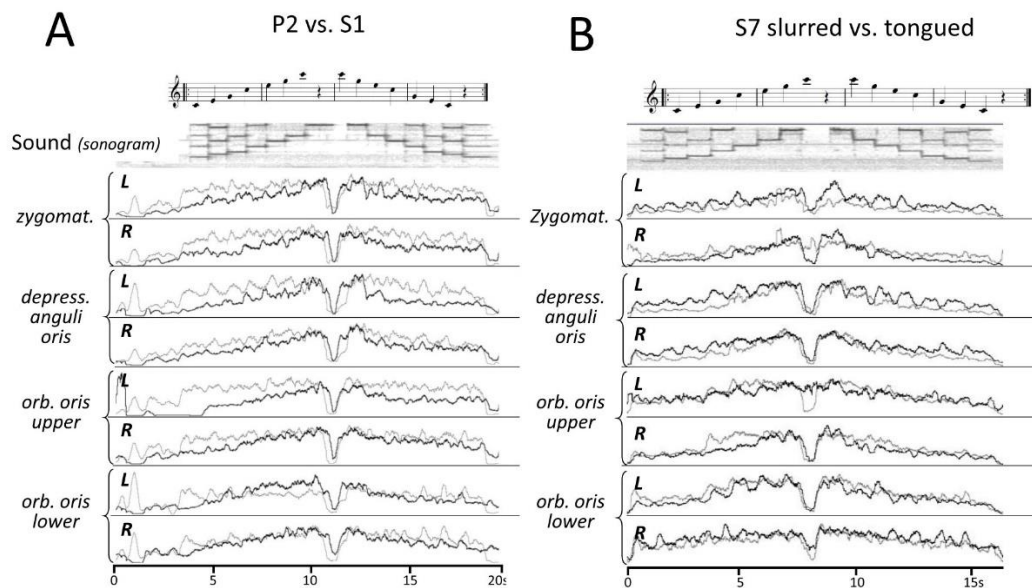 A
P2 vs. S1
Sound (sonogram)
L
zygomat.
R
L
depress.
anguli
oris
R
L
orb. oris
upper
R
L
orb. oris
lower
R
0 5 10 15 20s
B
S7 slurred vs. tongued
L
Zygomat.
R
L
depress.
anguli
oris
R
L
orb. oris
upper
R
L
orb. oris
lower
R
0 5 10 15s